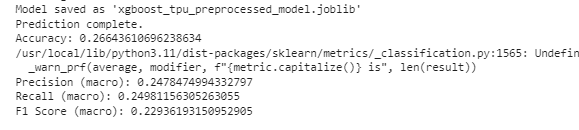 Model saved as 'xgboost_tpu_preprocessed_model.joblib'
Prediction complete.
Accuracy: 0.26643610696238634
/usr/local/lib/python3.11/dist-packages/sklearn/metrics/_classification.py:1565: Undefin
_warn_prf(average, modifier, f"{metric.capitalize()} is", len(result))
Precision (macro): 0.2478474994332797
Recall (macro): 0.24981156305263055
F1 Score (macro): 0.22936193150952905